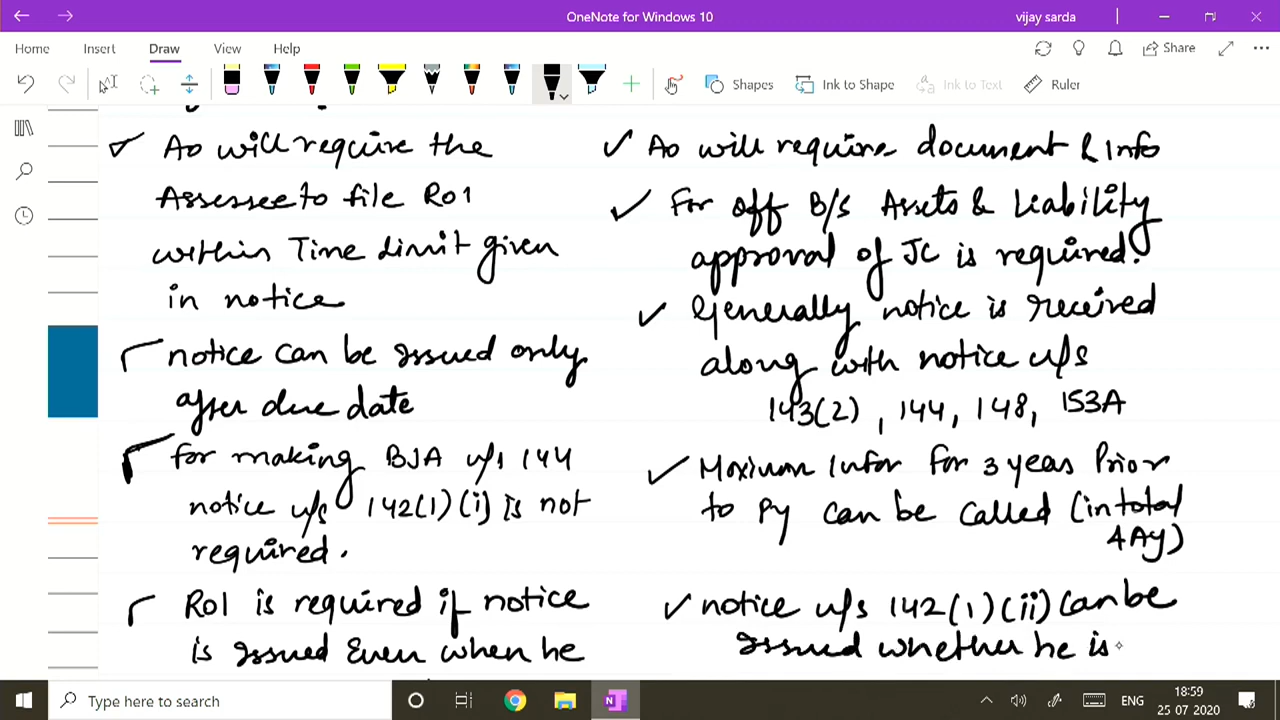 OneNote for Windows 10
vijay sarda
Home Insert Draw View Help
Share
Shapes
Ink to Shape
Ink to Text
Ruler
Ao will require the
Assessee to file ROI
within Time Limit given
in notice
notice can be issued only
after due date
for making BJA u/s 144
notice u/s 142(1)(i) is not
required.
ROI is required if notice
is issued Even when he
Ao will require document & Info
For off B/s Assets & Liability
approval of JC is required.
Generally notice is received
along with notice u/s
143(2), 144, 148, 153A
Maximum Infor for 3 years Prior
to Py can be called (in total
4Ay)
notice u/s 142(1)(ii) can be
issued whether he is
Type here to search
ENG
18:59
25-07-2020